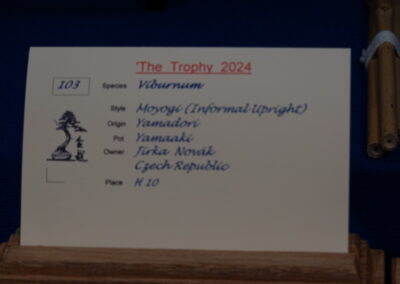 'The Trophy 2024
103 Species Viburnum
Style Moyogi (Informal Upright)
Origin Yamadori
Pot Yamaaki
Owner Jirka Novák
Czech Republic
Place H 10